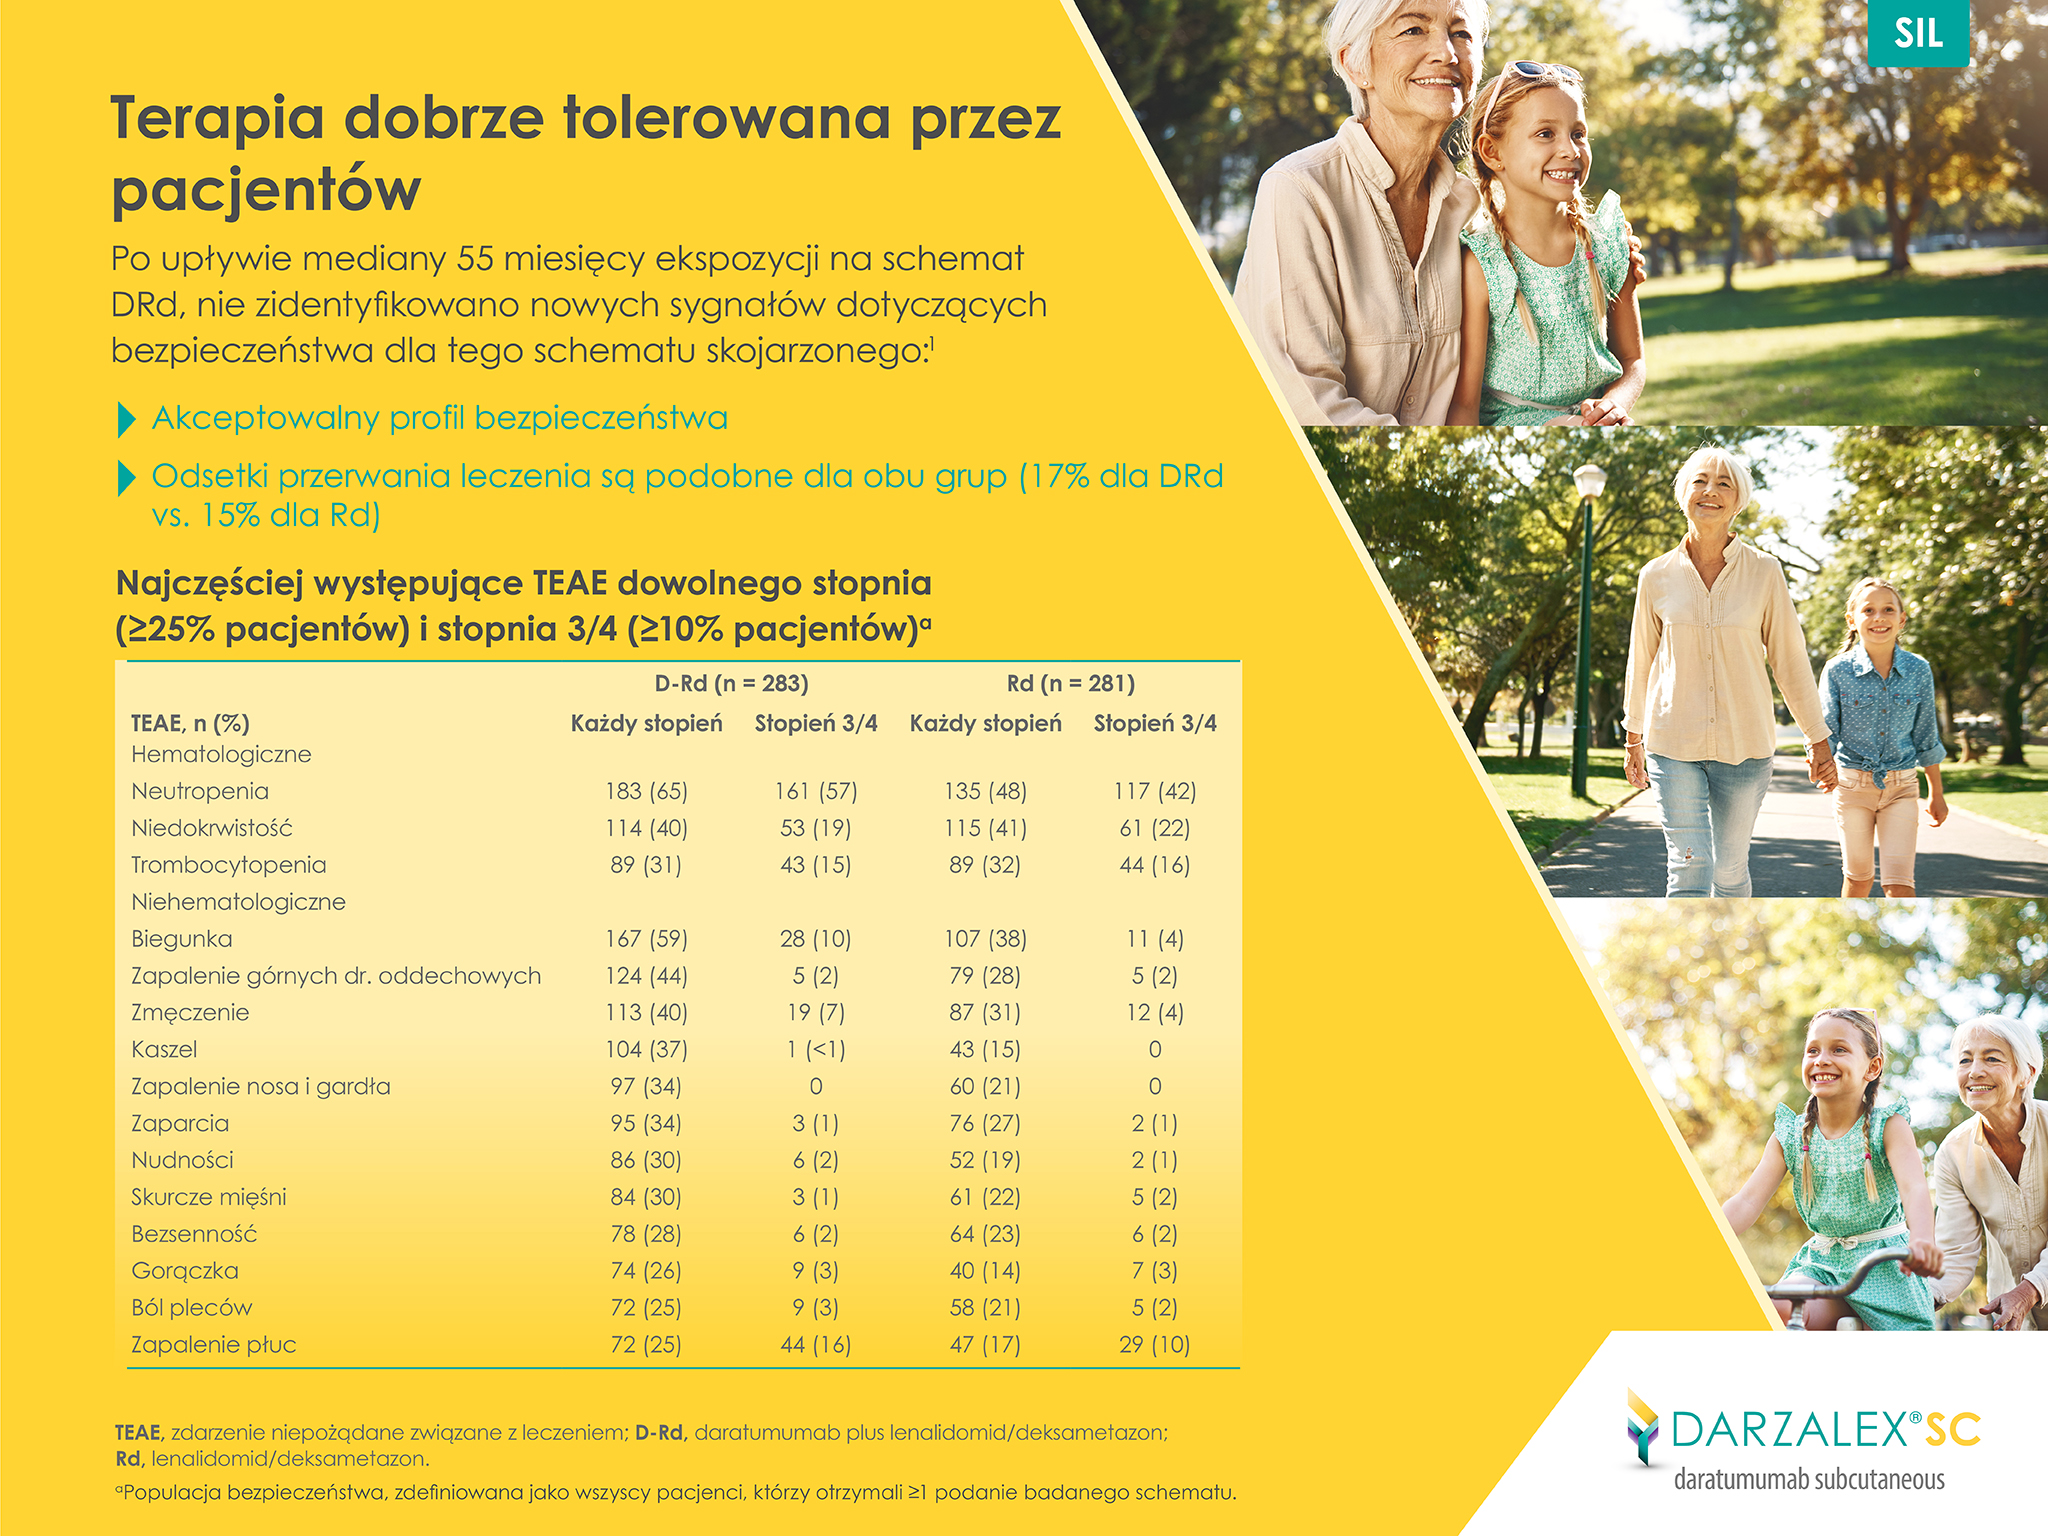 SIL
Terapia dobrze tolerowana przez
pacjentów
Po upływie mediany 55 miesięcy ekspozycji na schemat
DRd, nie zidentyfikowano nowych sygnałów dotyczących
bezpieczeństwa dla tego schematu skojarzonego:¹
Akceptowalny profil bezpieczeństwa
Odsetki przerwania leczenia są podobne dla obu grup (17% dla DRd
vs. 15% dla Rd)
Najczęściej występujące TEAE dowolnego stopnia
(≥25% pacjentów) i stopnia 3/4 (≥10% pacjentów)ᵃ
D-Rd (n = 283) Rd (n = 281)
TEAE, n (%) Każdy stopień Stopień 3/4 Każdy stopień Stopień 3/4
Hematologiczne
Neutropenia 183 (65) 161 (57) 135 (48) 117 (42)
Niedokrwistość 114 (40) 53 (19) 115 (41) 61 (22)
Trombocytopenia 89 (31) 43 (15) 89 (32) 44 (16)
Niehematologiczne
Biegunka 167 (59) 28 (10) 107 (38) 11 (4)
Zapalenie górnych dr. oddechowych 124 (44) 5 (2) 79 (28) 5 (2)
Zmęczenie 113 (40) 19 (7) 87 (31) 12 (4)
Kaszel 104 (37) 1 (<1) 43 (15) 0
Zapalenie nosa i gardła 97 (34) 0 60 (21) 0
Zaparcia 95 (34) 3 (1) 76 (27) 2 (1)
Nudności 86 (30) 6 (2) 52 (19) 2 (1)
Skurcze mięśni 84 (30) 3 (1) 61 (22) 5 (2)
Bezsenność 78 (28) 6 (2) 64 (23) 6 (2)
Gorączka 74 (26) 9 (3) 40 (14) 7 (3)
Ból pleców 72 (25) 9 (3) 58 (21) 5 (2)
Zapalenie płuc 72 (25) 44 (16) 47 (17) 29 (10)
TEAE, zdarzenie niepożądane związane z leczeniem; D-Rd, daratumumab plus lenalidomid/deksametazon;
Rd, lenalidomid/deksametazon.
ᵃPopulacja bezpieczeństwa, zdefiniowana jako wszyscy pacjenci, którzy otrzymali ≥1 podanie badanego schematu.
DARZALEX® SC
daratumumab subcutaneous